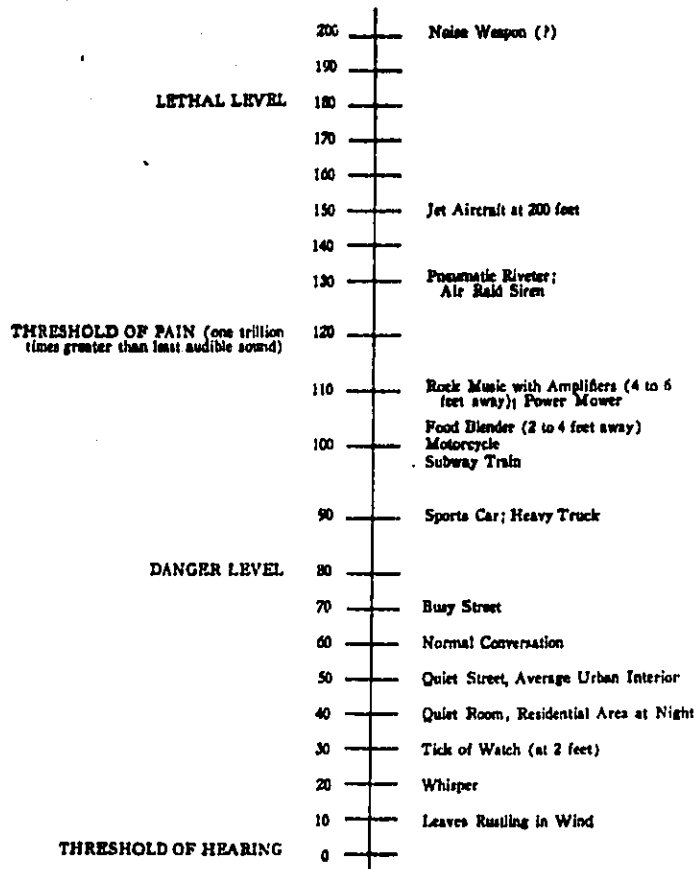 200 Noise Weapon (?)
190
LETHAL LEVEL 180
170
160
150 Jet Aircraft at 200 feet
140
130 Pneumatic Riveter;
Air Raid Siren
THRESHOLD OF PAIN (one trillion
times greater than least audible sound) 120
110 Rock Music with Amplifiers (4 to 6
feet away); Power Mower
Food Blender (2 to 4 feet away)
100 Motorcycle
Subway Train
90 Sports Car; Heavy Truck
DANGER LEVEL 80
70 Busy Street
60 Normal Conversation
50 Quiet Street, Average Urban Interior
40 Quiet Room, Residential Area at Night
30 Tick of Watch (at 2 feet)
20 Whisper
10 Leaves Rustling in Wind
THRESHOLD OF HEARING 0